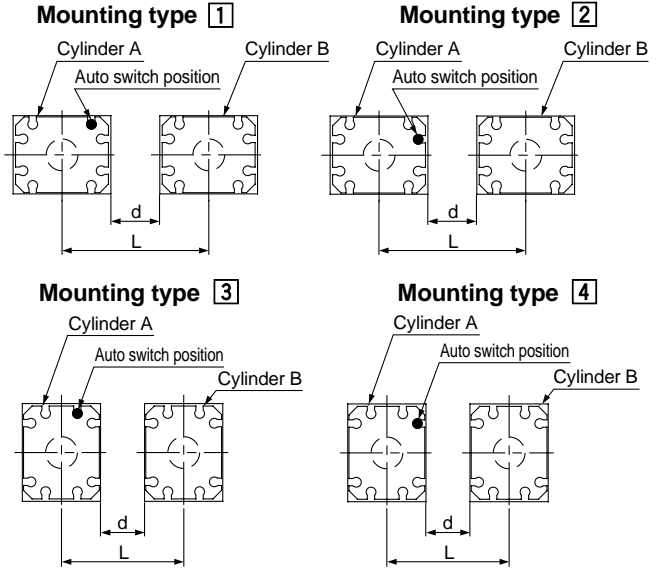 Mounting type 1
Cylinder A
Cylinder B
Auto switch position
d
L
Mounting type 2
Cylinder A
Cylinder B
Auto switch position
d
L
Mounting type 3
Cylinder A
Auto switch position
Cylinder B
d
L
Mounting type 4
Cylinder A
Auto switch position
Cylinder B
d
L